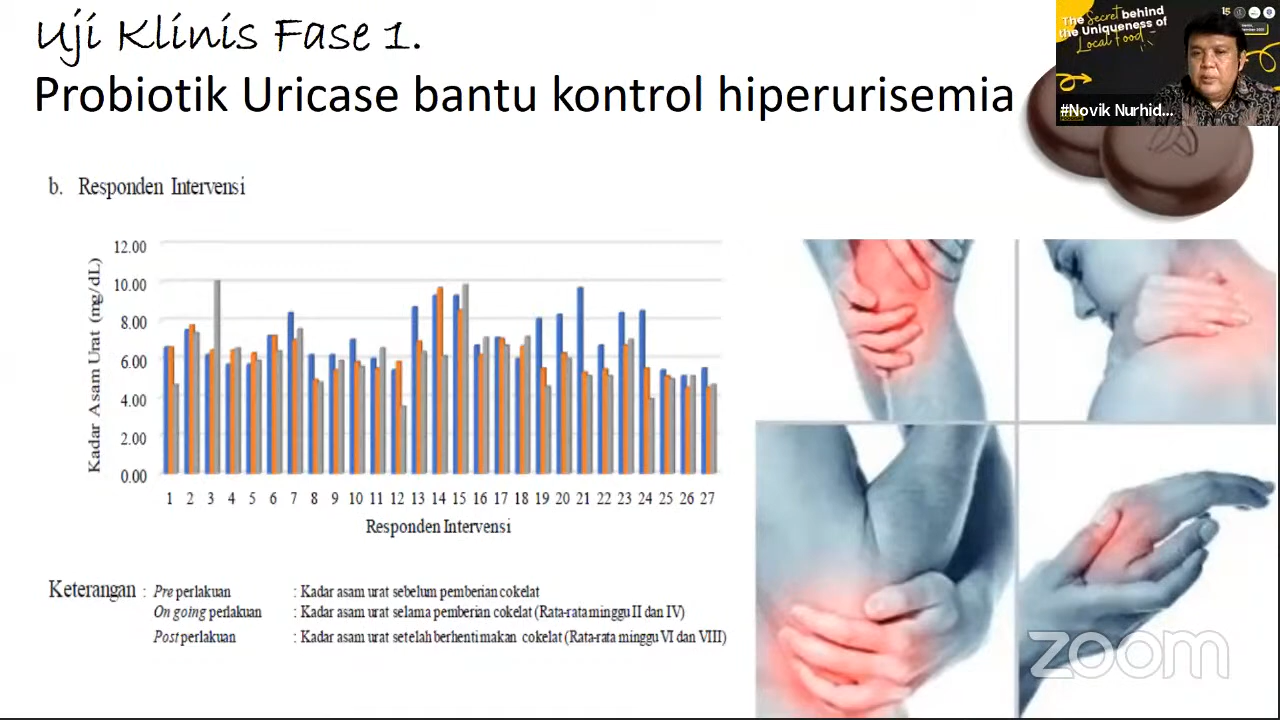 Uji Klinis Fase 1.
Probiotik Uricase bantu kontrol hiperurisemia
The Secret behind
the Uniqueness of
Local Food
#Novik Nurhid...
b. Responden Intervensi
Kadar Asam Urat (mg/dL)
12.00
10.00
8.00
6.00
4.00
2.00
0.00
1 2 3 4 5 6 7 8 9 10 11 12 13 14 15 16 17 18 19 20 21 22 23 24 25 26 27
Responden Intervensi
Keterangan : Pre perlakuan : Kadar asam urat sebelum pemberian cokelat
On going perlakuan : Kadar asam urat selama pemberian cokelat (Rata-rata minggu II dan IV)
Post perlakuan : Kadar asam urat setelah berhenti makan cokelat (Rata-rata minggu VI dan VIII)
zoom